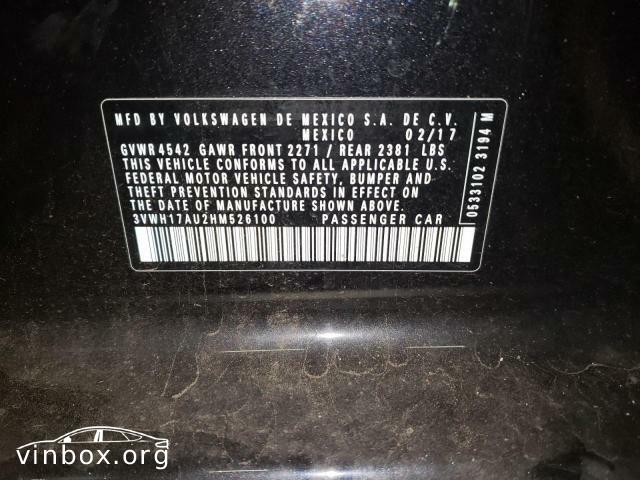 MFD BY VOLKSWAGEN DE MEXICO S.A. DE C.V.
MEXICO 02/17
GVWR 4542 GAWR FRONT 2271 / REAR 2381 LBS
THIS VEHICLE CONFORMS TO ALL APPLICABLE U.S.
FEDERAL MOTOR VEHICLE SAFETY, BUMPER AND
THEFT PREVENTION STANDARDS IN EFFECT ON
THE DATE OF MANUFACTURE SHOWN ABOVE
3VWH17AU2HM526100 PASSENGER CAR
0533102 3194 M
vinbox.org